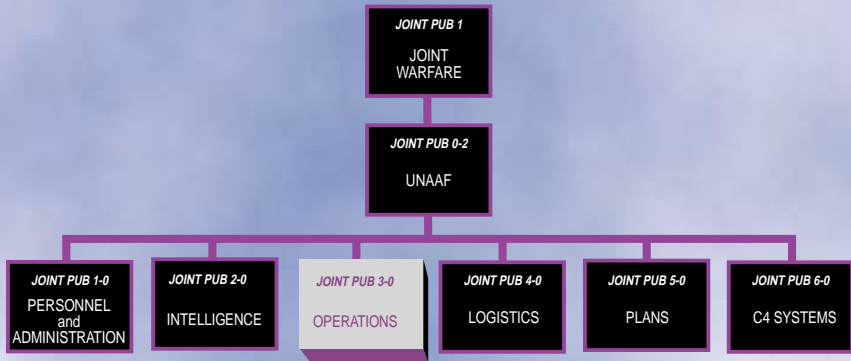 JOINT PUB 1
JOINT
WARFARE
JOINT PUB 0-2
UNAAF
JOINT PUB 1-0
PERSONNEL
and
ADMINISTRATION
JOINT PUB 2-0
INTELLIGENCE
JOINT PUB 3-0
OPERATIONS
JOINT PUB 4-0
LOGISTICS
JOINT PUB 5-0
PLANS
JOINT PUB 6-0
C4 SYSTEMS